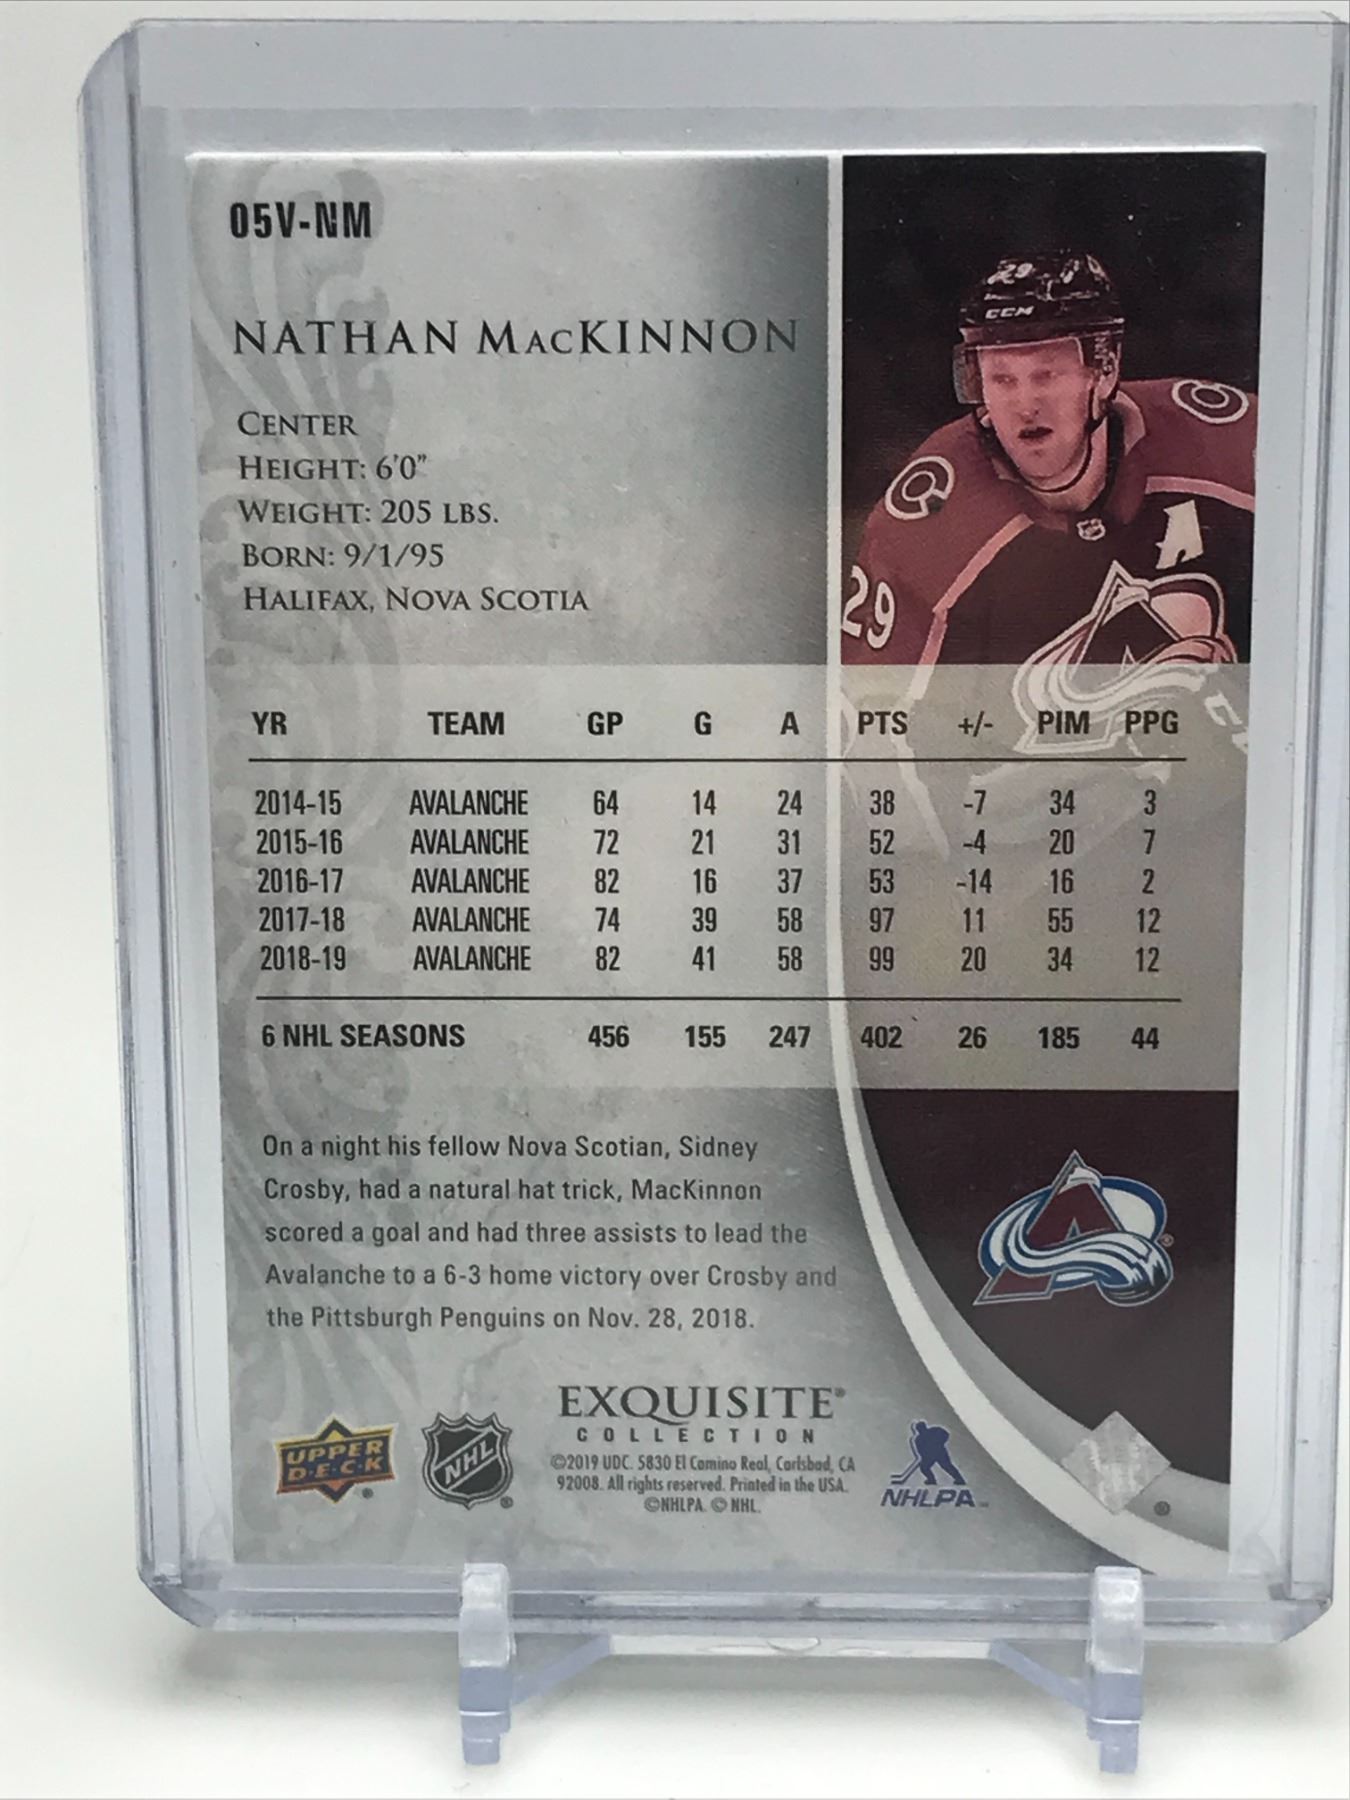 05V-NM
NATHAN MacKINNON
CENTER
HEIGHT: 6'0"
WEIGHT: 205 LBS.
BORN: 9/1/95
HALIFAX, NOVA SCOTIA
29
CCM
A
29
YR TEAM GP G A PTS +/- PIM PPG
2014-15 AVALANCHE 64 14 24 38 -7 34 3
2015-16 AVALANCHE 72 21 31 52 -4 20 7
2016-17 AVALANCHE 82 16 37 53 -14 16 2
2017-18 AVALANCHE 74 39 58 97 11 55 12
2018-19 AVALANCHE 82 41 58 99 20 34 12
6 NHL SEASONS 456 155 247 402 26 185 44
On a night his fellow Nova Scotian, Sidney
Crosby, had a natural hat trick, MacKinnon
scored a goal and had three assists to lead the
Avalanche to a 6-3 home victory over Crosby and
the Pittsburgh Penguins on Nov. 28, 2018.
EXQUISITE®
COLLECTION
©2019 UDC. 5830 El Camino Real, Carlsbad, CA
92008. All rights reserved. Printed in the USA.
©NHLPA. © NHL.
UPPER
D·E·C·K
®
NHL
®
NHLPA™
®